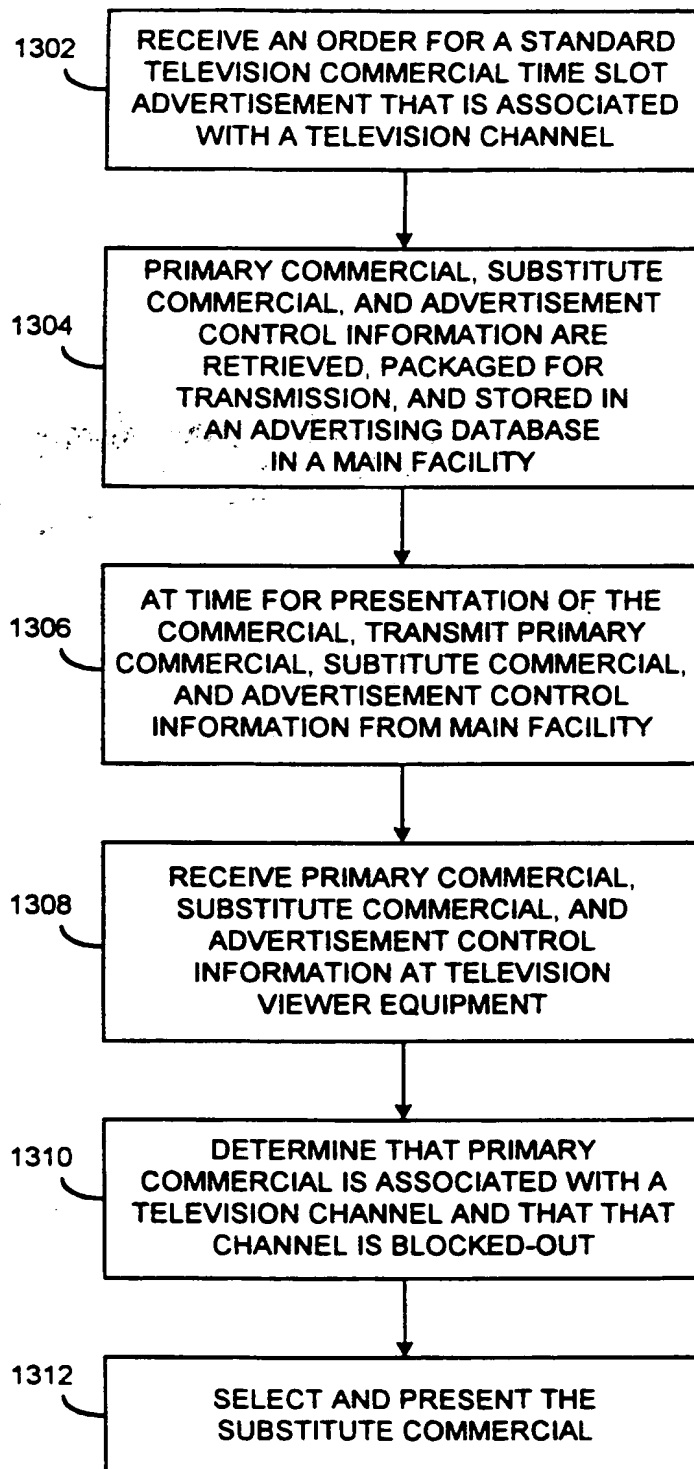 1302
RECEIVE AN ORDER FOR A STANDARD
TELEVISION COMMERCIAL TIME SLOT
ADVERTISEMENT THAT IS ASSOCIATED
WITH A TELEVISION CHANNEL
1304
PRIMARY COMMERCIAL, SUBSTITUTE
COMMERCIAL, AND ADVERTISEMENT
CONTROL INFORMATION ARE
RETRIEVED, PACKAGED FOR
TRANSMISSION, AND STORED IN
AN ADVERTISING DATABASE
IN A MAIN FACILITY
1306
AT TIME FOR PRESENTATION OF THE
COMMERCIAL, TRANSMIT PRIMARY
COMMERCIAL, SUBTITUTE COMMERCIAL,
AND ADVERTISEMENT CONTROL
INFORMATION FROM MAIN FACILITY
1308
RECEIVE PRIMARY COMMERCIAL,
SUBSTITUTE COMMERCIAL, AND
ADVERTISEMENT CONTROL
INFORMATION AT TELEVISION
VIEWER EQUIPMENT
1310
DETERMINE THAT PRIMARY
COMMERCIAL IS ASSOCIATED WITH A
TELEVISION CHANNEL AND THAT THAT
CHANNEL IS BLOCKED-OUT
1312
SELECT AND PRESENT THE
SUBSTITUTE COMMERCIAL